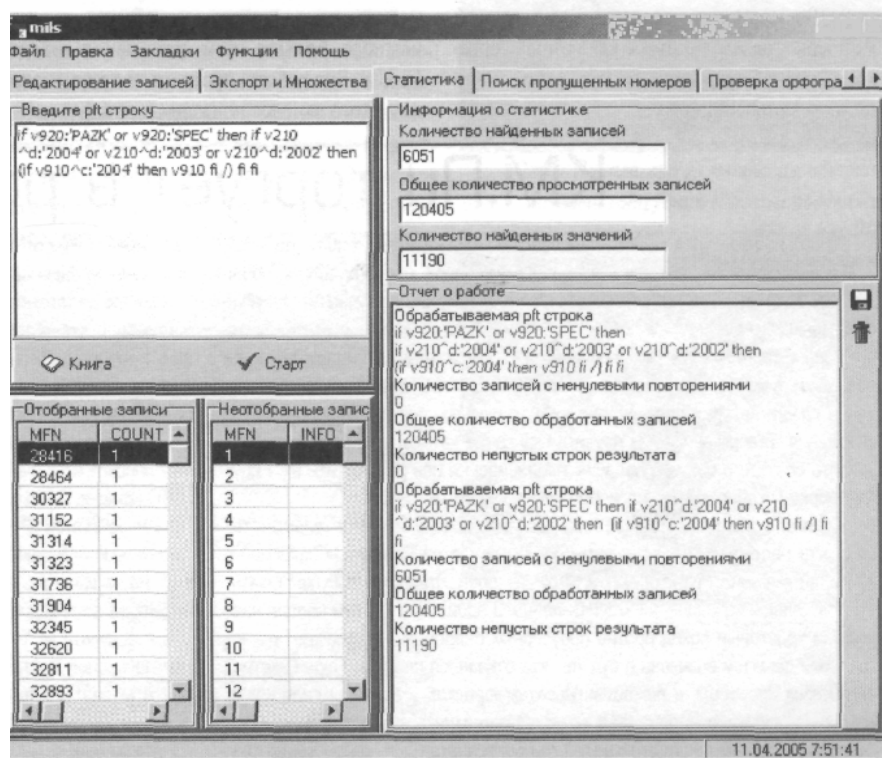 mils
Файл Правка Закладки Функции Помощь
Редактирование записей Экспорт и Множества Статистика Поиск пропущенных номеров Проверка орфогра
Введите pft строку
if v920:'PAZK' or v920:'SPEC' then if v210
^d:'2004' or v210^d:'2003' or v210^d:'2002' then
(if v910^c:'2004' then v910 fi /) fi fi
Книга Старт
Информация о статистике
Количество найденных записей
6051
Общее количество просмотренных записей
120405
Количество найденных значений
11190
Отобранные записи
MFN COUNT
28416 1
28464 1
30327 1
31152 1
31314 1
31323 1
31736 1
31904 1
32345 1
32620 1
32811 1
32893 1
Неотобранные запис
MFN INFO
1
2
3
4
5
6
7
8
9
10
11
12
Отчет о работе
Обрабатываемая pft строка
if v920:'PAZK' or v920:'SPEC' then
if v210^d:'2004' or v210^d:'2003' or v210^d:'2002' then
(if v910^c:'2004' then v910 fi /) fi fi
Количество записей с ненулевыми повторениями
0
Общее количество обработанных записей
120405
Количество непустых строк результата
0
Обрабатываемая pft строка
if v920:'PAZK' or v920:'SPEC' then if v210^d:'2004' or v210
^d:'2003' or v210^d:'2002' then (if v910^c:'2004' then v910 fi /) fi
fi
Количество записей с ненулевыми повторениями
6051
Общее количество обработанных записей
120405
Количество непустых строк результата
11190
11.04.2005 7:51:41